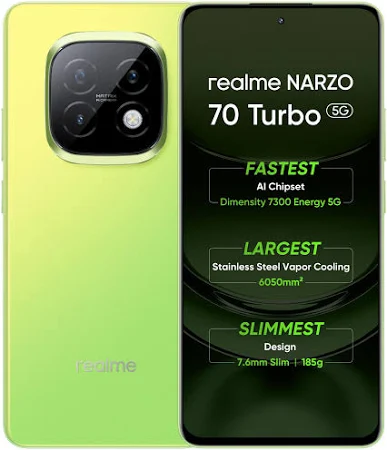 realme NARZO
70 Turbo 5G
FASTEST
AI Chipset
Dimensity 7300 Energy 5G
LARGEST
Stainless Steel Vapor Cooling
6050mm²
SLIMMEST
Design
7.6mm Slim | 185g
realme